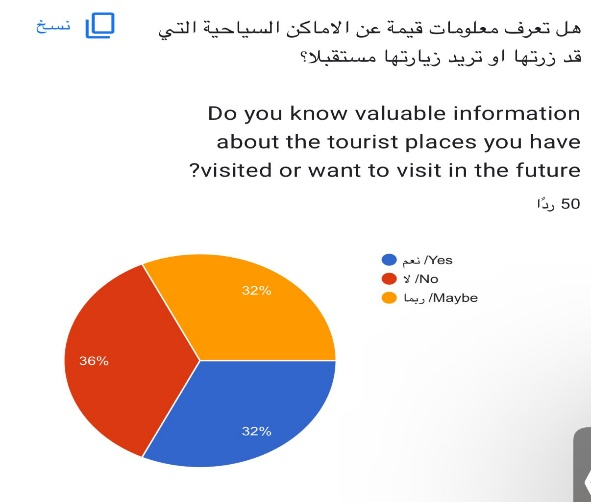 نسخ
هل تعرف معلومات قيمة عن الاماكن السياحية التي
قد زرتها او تريد زيارتها مستقبلا؟
Do you know valuable information
about the tourist places you have
?visited or want to visit in the future
50 ردًا
نعم /Yes
لا /No
ربما /Maybe
32%
36%
32%